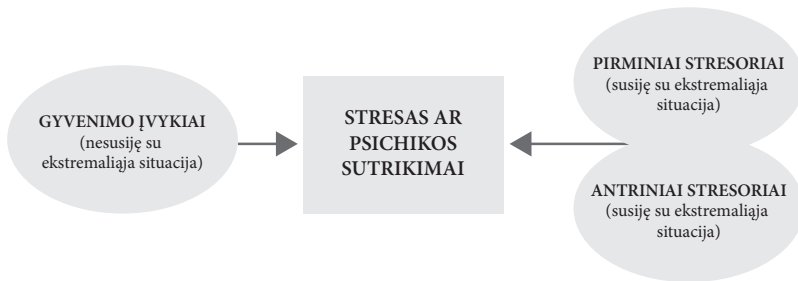 GYVENIMO ĮVYKIAI
(nesusiję su
ekstremaliąja situacija)
STRESAS AR
PSICHIKOS
SUTRIKIMAI
PIRMINIAI STRESORIAI
(susiję su ekstremaliąja
situacija)
ANTRINIAI STRESORIAI
(susiję su ekstremaliąja
situacija)